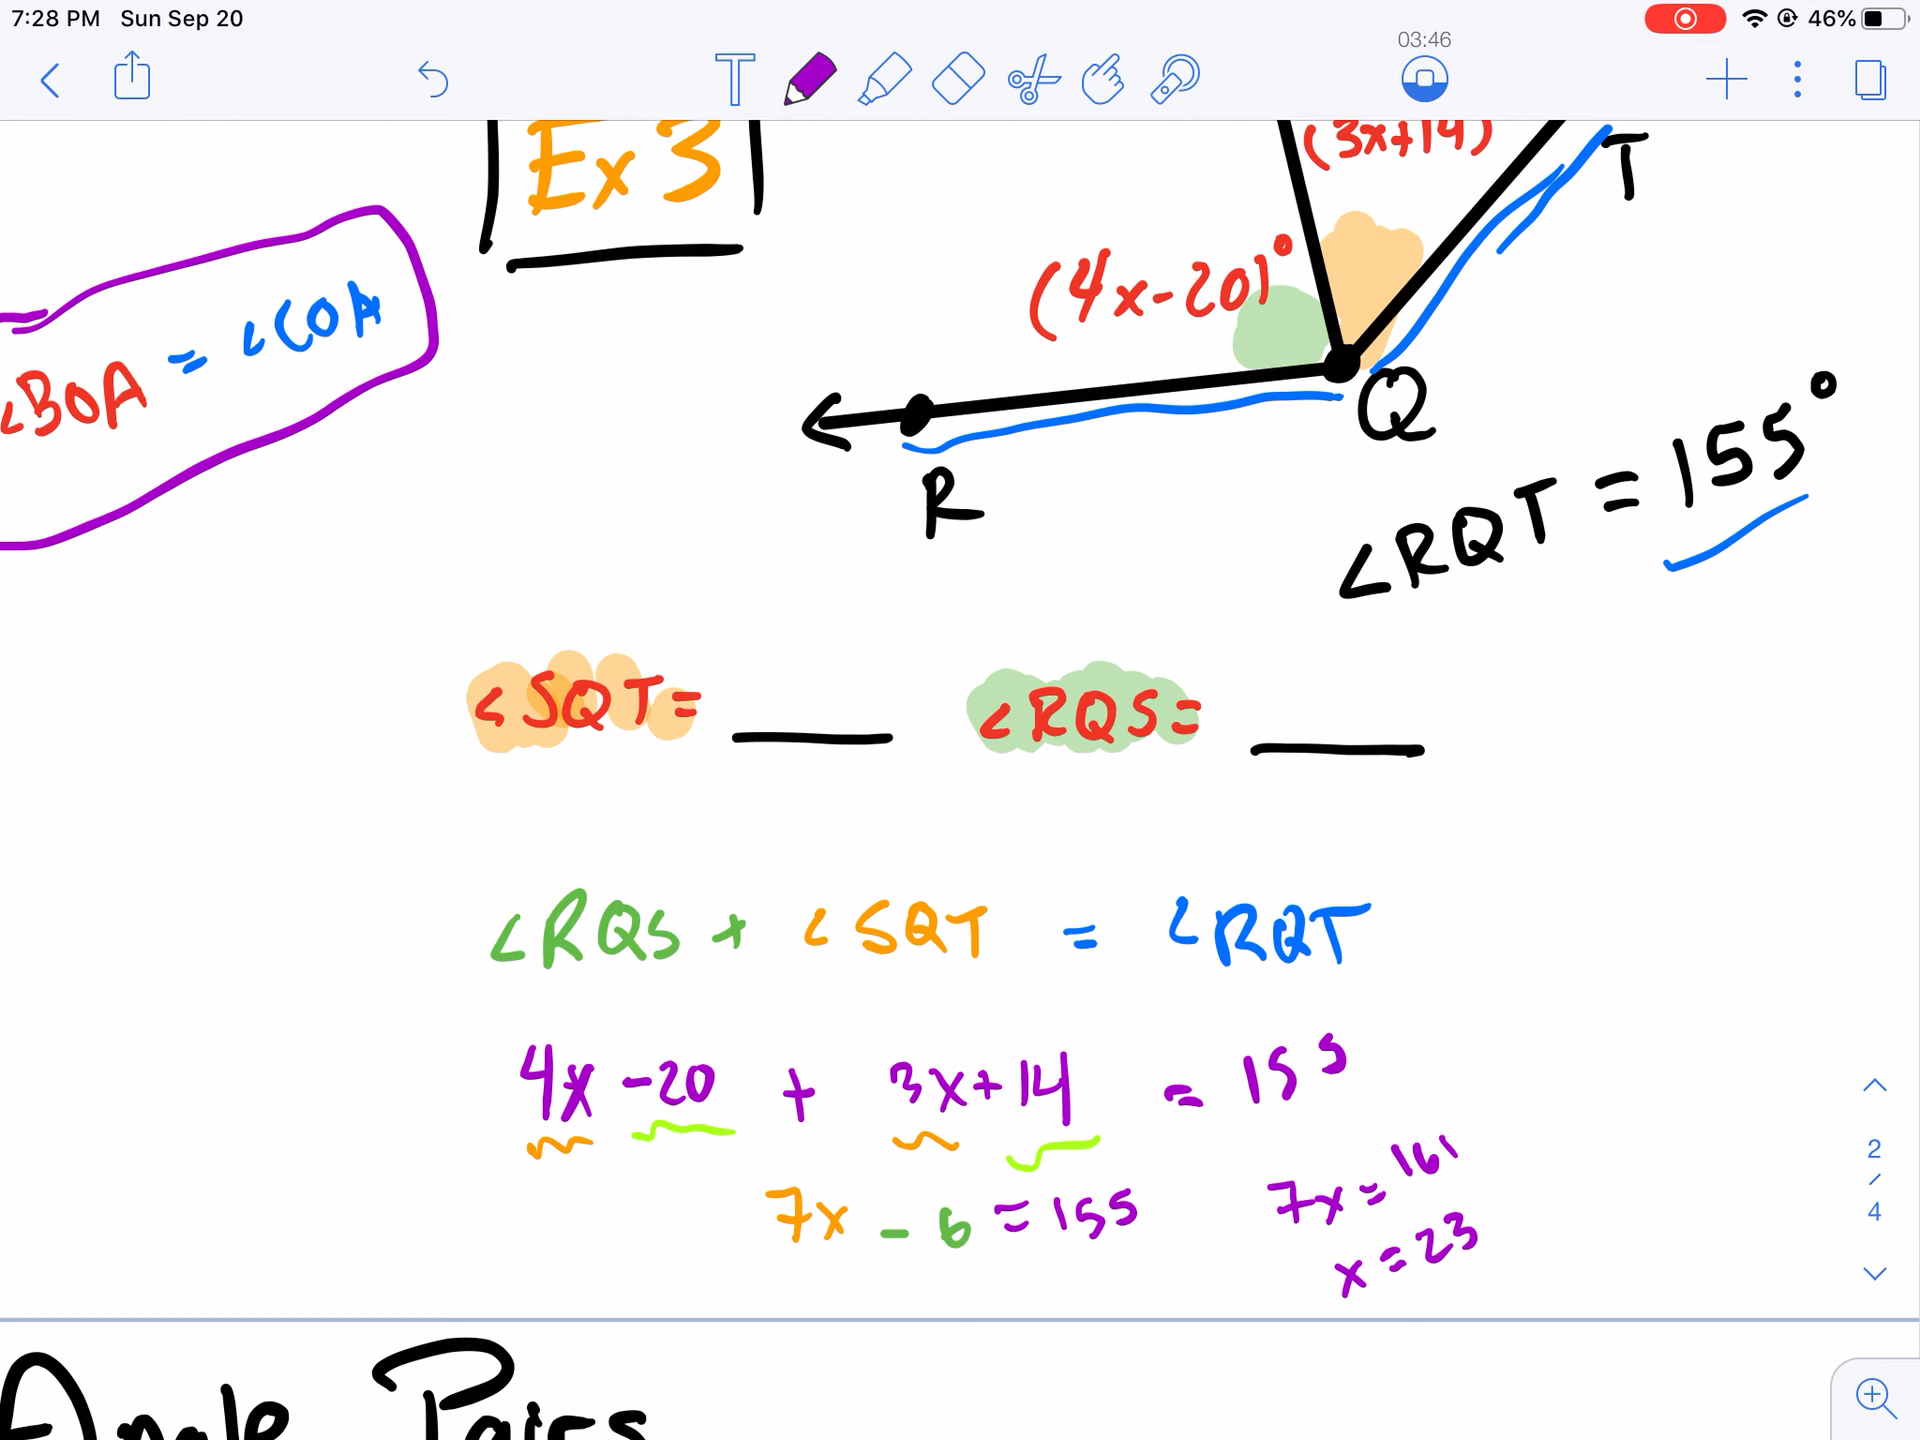 7:28 PM Sun Sep 20
46%
03:46
Ex 3
(3x+14)
T
(4x-20)°
∠BOA = ∠COA
Q
R
∠RQT = 155°
∠SQT = ____
∠RQS = ____
∠RQS + ∠SQT = ∠RQT
4x -20 + 3x+14 = 155
7x - 6 = 155
7x = 161
x = 23
2
/
4
Angle Pairs